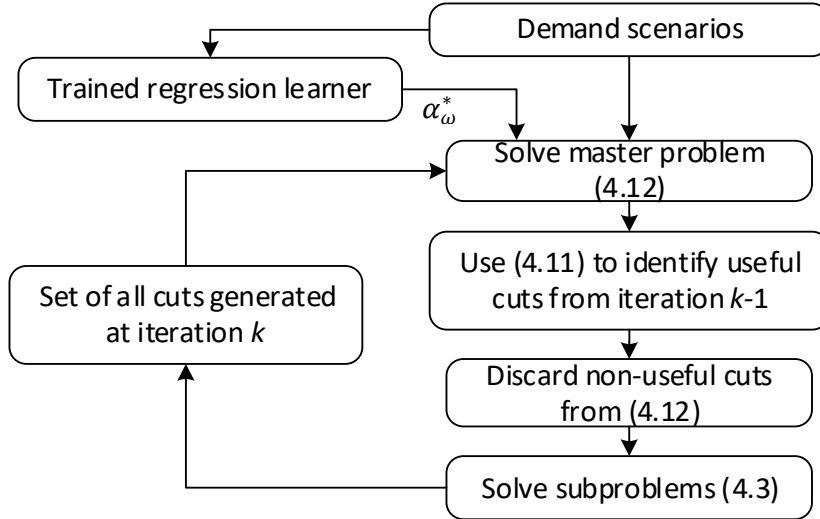 Demand scenarios
Trained regression learner
α*ω
Solve master problem
(4.12)
Use (4.11) to identify useful
cuts from iteration k-1
Set of all cuts generated
at iteration k
Discard non-useful cuts
from (4.12)
Solve subproblems (4.3)